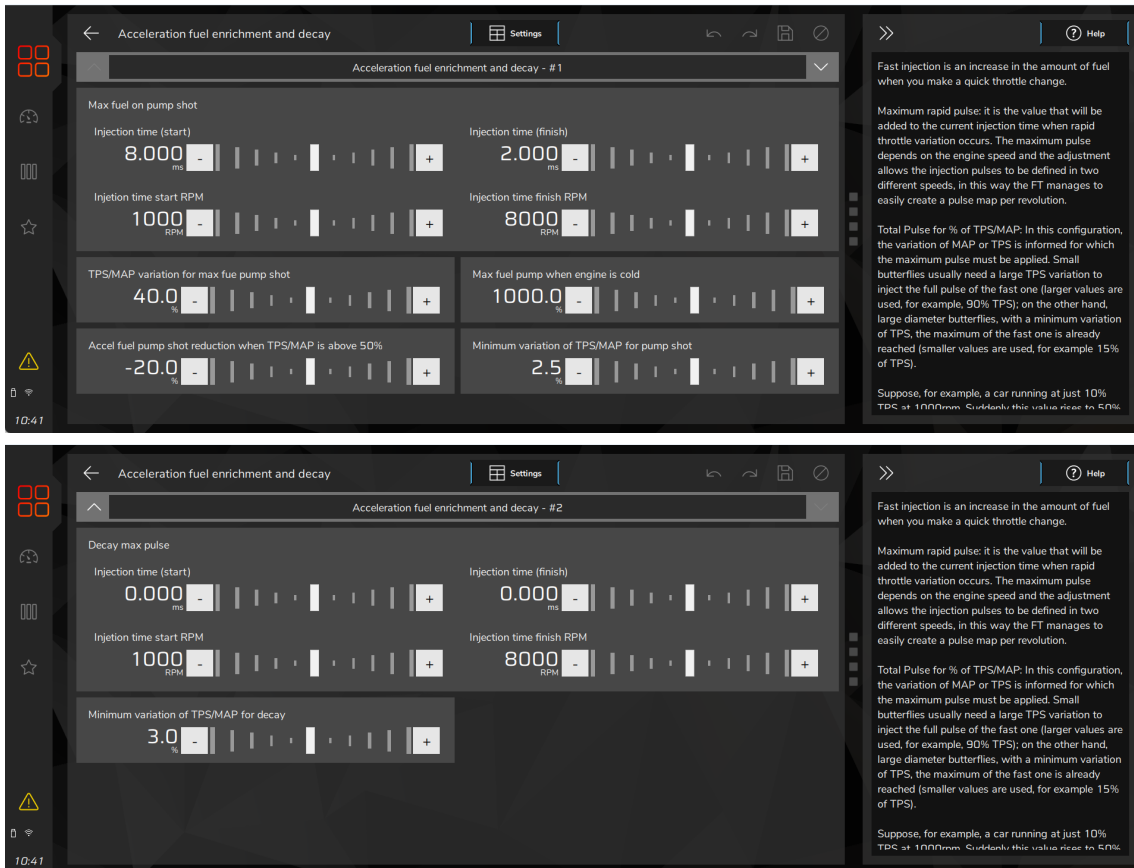 Acceleration fuel enrichment and decay
Settings
Help
Acceleration fuel enrichment and decay - #1
Max fuel on pump shot
Injection time (start)
8.000
ms
-
+
Injection time (finish)
2.000
ms
-
+
Injetion time start RPM
1000
RPM
-
+
Injection time finish RPM
8000
RPM
-
+
TPS/MAP variation for max fue pump shot
40.0
%
-
+
Max fuel pump when engine is cold
1000.0
%
-
+
Accel fuel pump shot reduction when TPS/MAP is above 50%
-20.0
%
-
+
Minimum variation of TPS/MAP for pump shot
2.5
%
-
+
10:41
Fast injection is an increase in the amount of fuel
when you make a quick throttle change.
Maximum rapid pulse: it is the value that will be
added to the current injection time when rapid
throttle variation occurs. The maximum pulse
depends on the engine speed and the adjustment
allows the injection pulses to be defined in two
different speeds, in this way the FT manages to
easily create a pulse map per revolution.
Total Pulse for % of TPS/MAP: In this configuration,
the variation of MAP or TPS is informed for which
the maximum pulse must be applied. Small
butterflies usually need a large TPS variation to
inject the full pulse of the fast one (larger values are
used, for example, 90% TPS); on the other hand,
large diameter butterflies, with a minimum variation
of TPS, the maximum of the fast one is already
reached (smaller values are used, for example 15%
of TPS).
Suppose, for example, a car running at just 10%
TPS at 1000rpm. Suddenly this value rises to 50%
Acceleration fuel enrichment and decay
Settings
Help
Acceleration fuel enrichment and decay - #2
Decay max pulse
Injection time (start)
0.000
ms
-
+
Injection time (finish)
0.000
ms
-
+
Injetion time start RPM
1000
RPM
-
+
Injection time finish RPM
8000
RPM
-
+
Minimum variation of TPS/MAP for decay
3.0
%
-
+
10:41
Fast injection is an increase in the amount of fuel
when you make a quick throttle change.
Maximum rapid pulse: it is the value that will be
added to the current injection time when rapid
throttle variation occurs. The maximum pulse
depends on the engine speed and the adjustment
allows the injection pulses to be defined in two
different speeds, in this way the FT manages to
easily create a pulse map per revolution.
Total Pulse for % of TPS/MAP: In this configuration,
the variation of MAP or TPS is informed for which
the maximum pulse must be applied. Small
butterflies usually need a large TPS variation to
inject the full pulse of the fast one (larger values are
used, for example, 90% TPS); on the other hand,
large diameter butterflies, with a minimum variation
of TPS, the maximum of the fast one is already
reached (smaller values are used, for example 15%
of TPS).
Suppose, for example, a car running at just 10%
TPS at 1000rpm. Suddenly this value rises to 50%